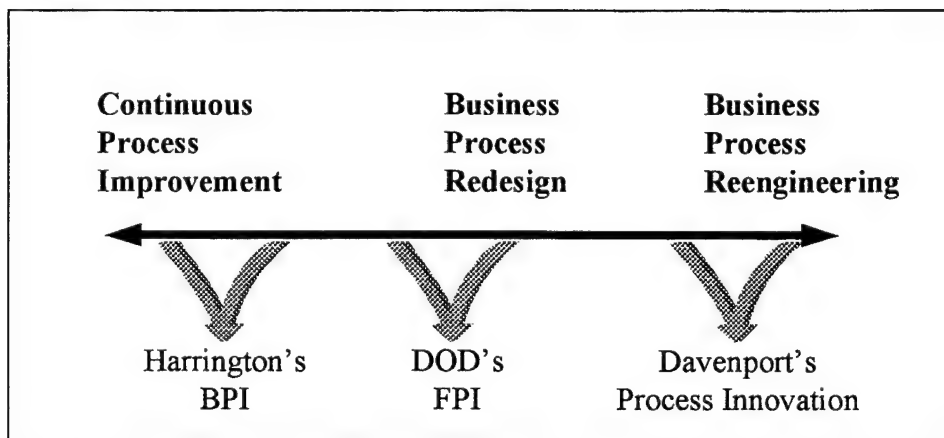 Continuous
Process
Improvement
Business
Process
Redesign
Business
Process
Reengineering
Harrington's
BPI
DOD's
FPI
Davenport's
Process Innovation